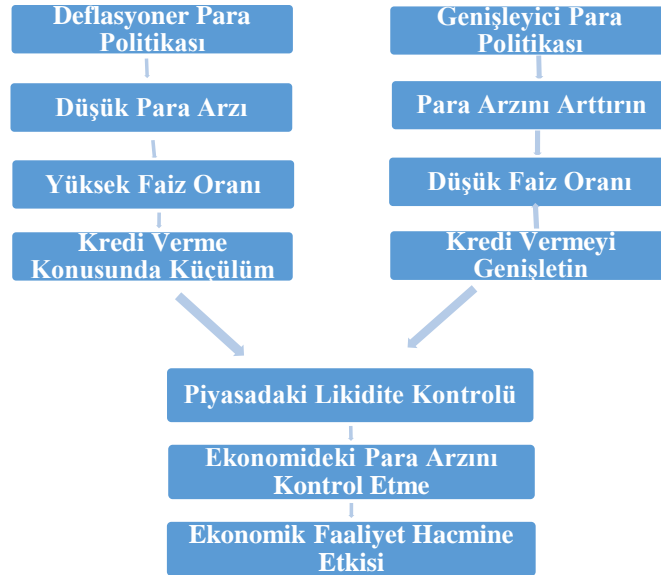 Deflasyoner Para
Politikası
Düşük Para Arzı
Yüksek Faiz Oranı
Kredi Verme
Konusunda Küçülüm
Genişleyici Para
Politikası
Para Arzını Arttırın
Düşük Faiz Oranı
Kredi Vermeyi
Genişletin
Piyasadaki Likidite Kontrolü
Ekonomideki Para Arzını
Kontrol Etme
Ekonomik Faaliyet Hacmine
Etkisi